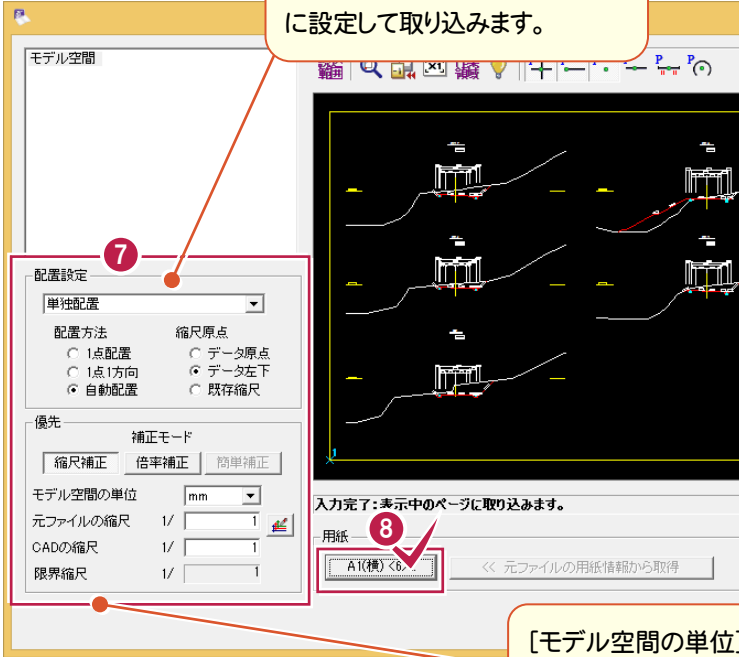 に設定して取り込みます。
モデル空間
7
配置設定
単独配置
配置方法
縮尺原点
1点配置
データ原点
1点1方向
データ左下
自動配置
既存縮尺
優先
補正モード
縮尺補正
倍率補正
簡単補正
モデル空間の単位
mm
元ファイルの縮尺 1/ 1
CADの縮尺 1/ 1
限界縮尺 1/ 1
1
入力完了:表示中のページに取り込みます。
用紙
8
A1(横)
<< 元ファイルの用紙情報から取得
[モデル空間の単位]